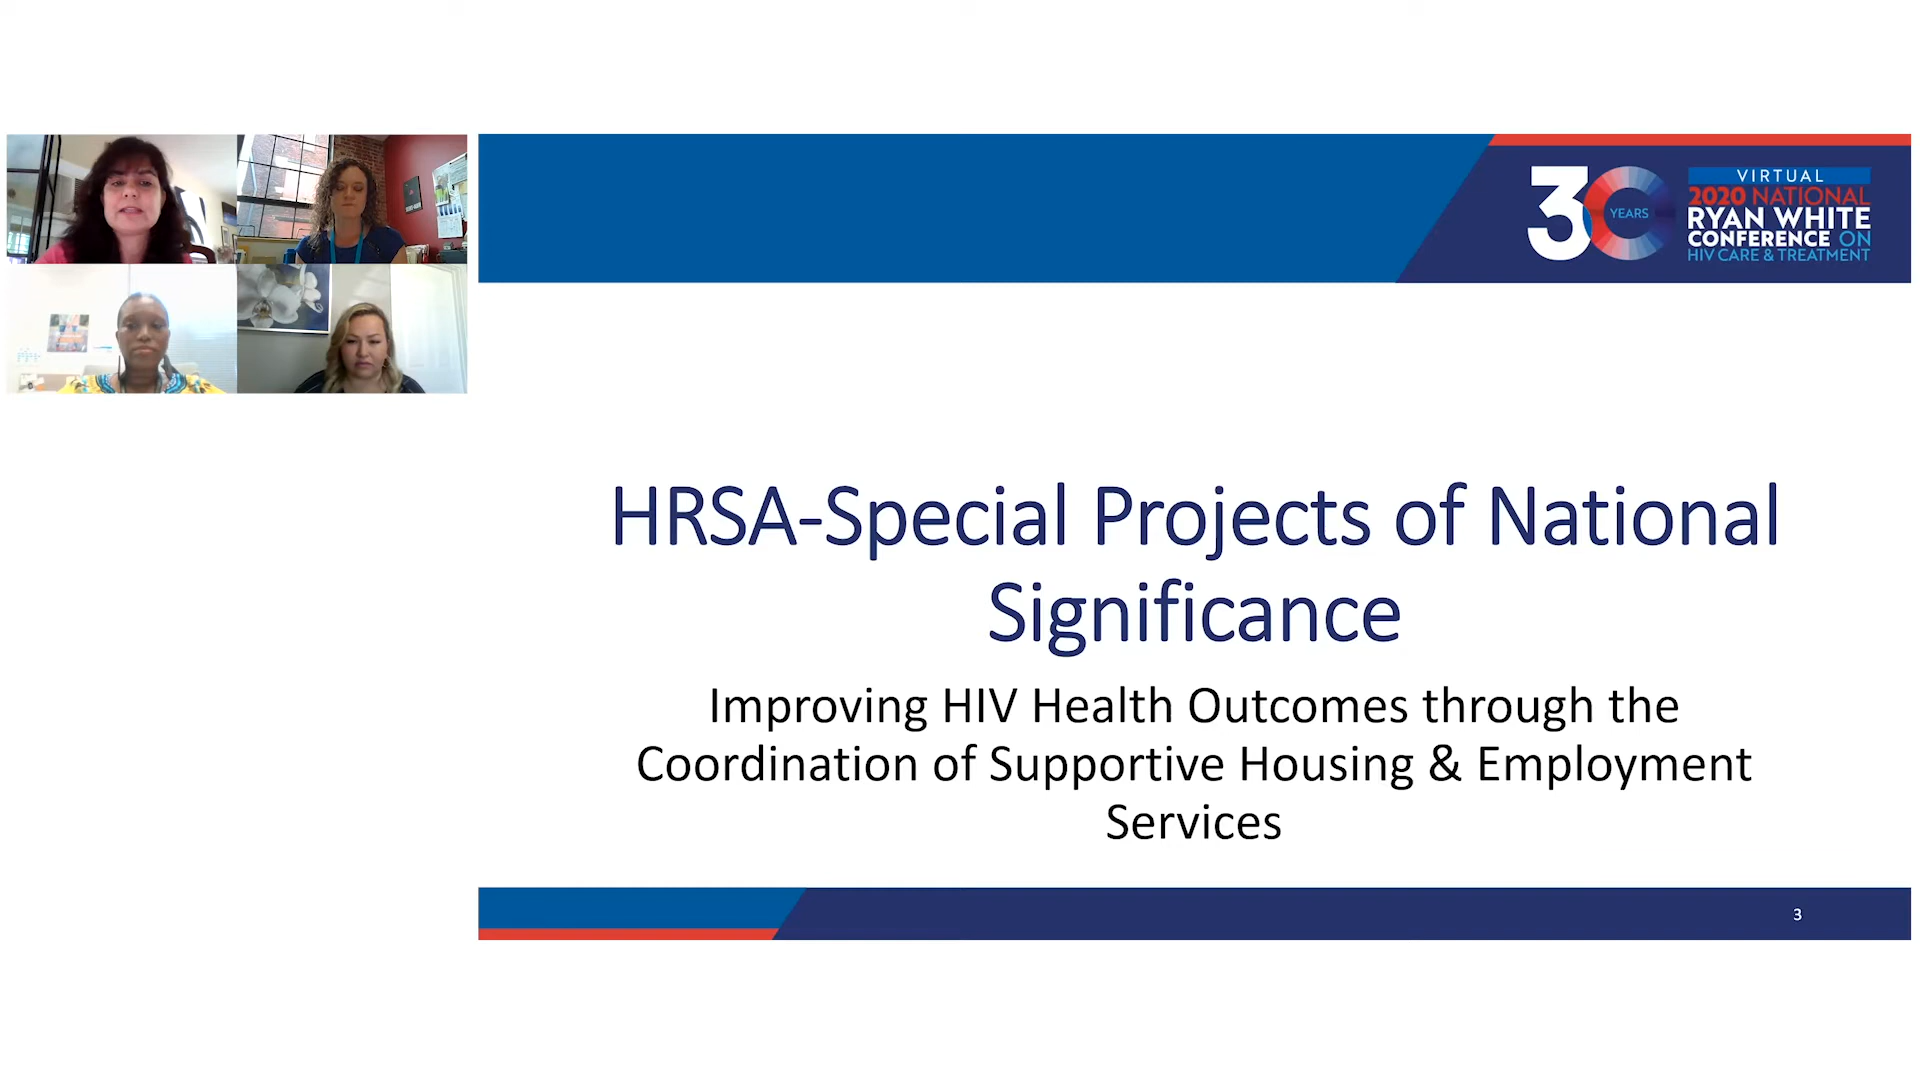 30
YEARS
VIRTUAL
2020 NATIONAL
RYAN WHITE
CONFERENCE ON
HIV CARE & TREATMENT
HRSA-Special Projects of National
Significance
Improving HIV Health Outcomes through the
Coordination of Supportive Housing & Employment
Services
3